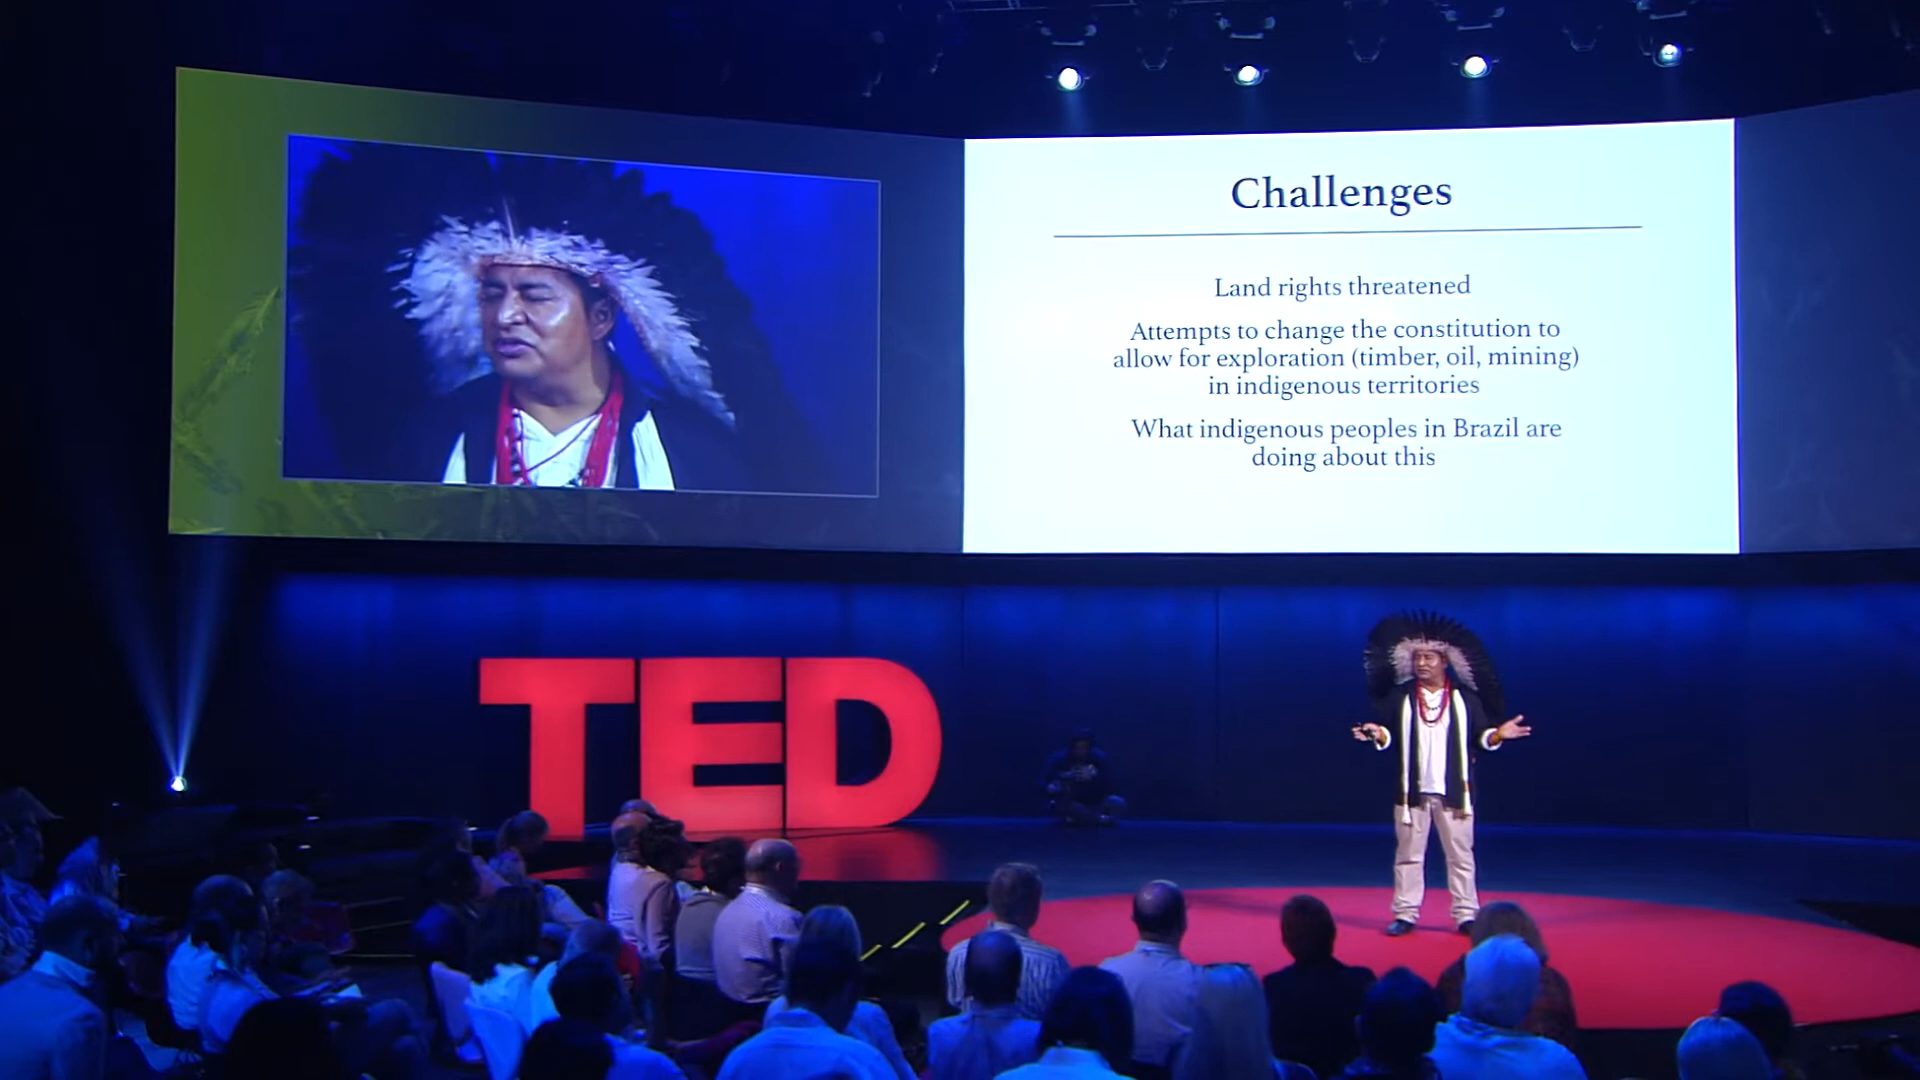 Challenges
Land rights threatened
Attempts to change the constitution to
allow for exploration (timber, oil, mining)
in indigenous territories
What indigenous peoples in Brazil are
doing about this
TED